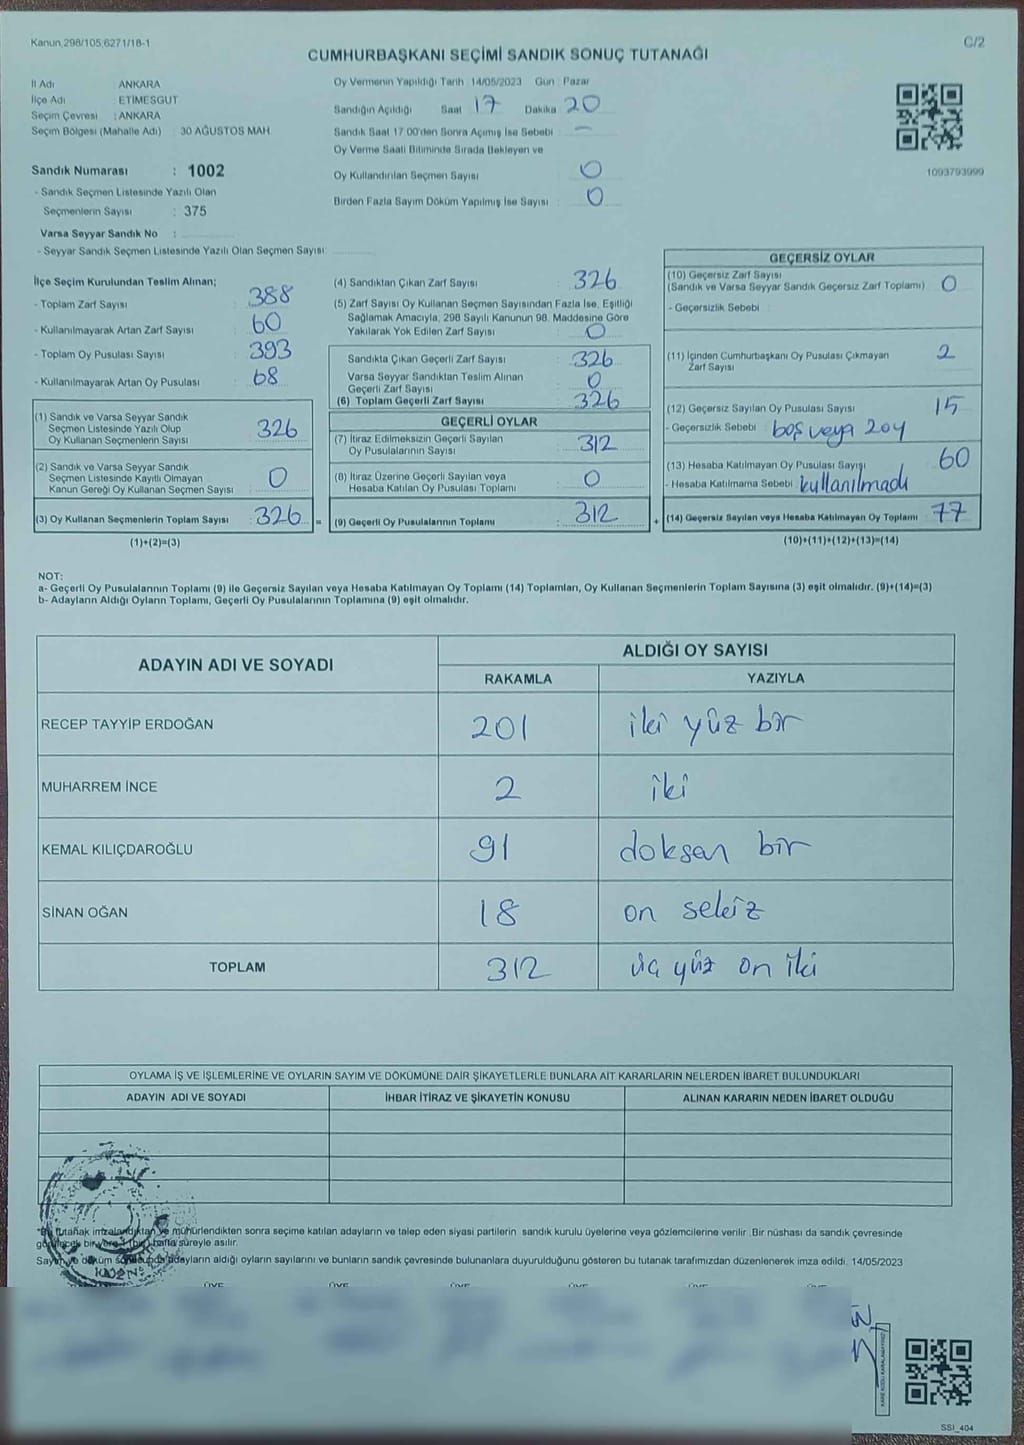 Kanun,298/105,6271/18-1
C/2
CUMHURBAŞKANI SEÇİMİ SANDIK SONUÇ TUTANAĞI
İl Adı : ANKARA
İlçe Adı : ETİMESGUT
Seçim Çevresi : ANKARA
Seçim Bölgesi (Mahalle Adı) : 30 AĞUSTOS MAH.
Oy Vermenin Yapıldığı Tarih : 14/05/2023 Gün : Pazar
Sandığın Açıldığı Saat 17 Dakika 20
Sandık Saat 17.00'den Sonra Açımış İse Sebebi : -
Oy Verme Saati Bitiminde Sırada Bekleyen ve
Oy Kullandırılan Seçmen Sayısı : 0
Birden Fazla Sayım Döküm Yapılmış İse Sayısı : 0
1093793999
Sandık Numarası : 1002
- Sandık Seçmen Listesinde Yazılı Olan
Seçmenlerin Sayısı : 375
Varsa Seyyar Sandık No :
- Seyyar Sandık Seçmen Listesinde Yazılı Olan Seçmen Sayısı:
İlçe Seçim Kurulundan Teslim Alınan;
- Toplam Zarf Sayısı : 388
- Kullanılmayarak Artan Zarf Sayısı : 60
- Toplam Oy Pusulası Sayısı : 393
- Kullanılmayarak Artan Oy Pusulası : 68
(1) Sandık ve Varsa Seyyar Sandık
Seçmen Listesinde Yazılı Olup
Oy Kullanan Seçmenlerin Sayısı : 326
(2) Sandık ve Varsa Seyyar Sandık
Seçmen Listesinde Kayıtlı Olmayan
Kanun Gereği Oy Kullanan Seçmen Sayısı : 0
(3) Oy Kullanan Seçmenlerin Toplam Sayısı : 326 =
(1)+(2)=(3)
(4) Sandıktan Çıkan Zarf Sayısı : 326
(5) Zarf Sayısı Oy Kullanan Seçmen Sayısından Fazla İse, Eşitliği
Sağlamak Amacıyla, 298 Sayılı Kanunun 98. Maddesine Göre
Yakılarak Yok Edilen Zarf Sayısı : 0
Sandıkta Çıkan Geçerli Zarf Sayısı : 326
Varsa Seyyar Sandıktan Teslim Alınan
Geçerli Zarf Sayısı : 0
(6) Toplam Geçerli Zarf Sayısı : 326
GEÇERLİ OYLAR
(7) İtiraz Edilmeksizin Geçerli Sayılan
Oy Pusulalarının Sayısı : 312
(8) İtiraz Üzerine Geçerli Sayılan veya
Hesaba Katılan Oy Pusulası Toplamı : 0
(9) Geçerli Oy Pusulalarının Toplamı : 312 +
GEÇERSİZ OYLAR
(10) Geçersiz Zarf Sayısı
(Sandık ve Varsa Seyyar Sandık Geçersiz Zarf Toplamı) : 0
- Geçersizlik Sebebi :
(11) İçinden Cumhurbaşkanı Oy Pusulası Çıkmayan
Zarf Sayısı : 2
(12) Geçersiz Sayılan Oy Pusulası Sayısı : 15
- Geçersizlik Sebebi : boş veya 2oy
(13) Hesaba Katılmayan Oy Pusulası Sayışı : 60
- Hesaba Katılmama Sebebi : kullanılmadı
(14) Geçersiz Sayılan veya Hesaba Katılmayan Oy Toplamı : 77
(10)+(11)+(12)+(13)=(14)
NOT:
a- Geçerli Oy Pusulalarının Toplamı (9) ile Geçersiz Sayılan veya Hesaba Katılmayan Oy Toplamı (14) Toplamları, Oy Kullanan Seçmenlerin Toplam Sayısına (3) eşit olmalıdır. (9)+(14)=(3)
b- Adayların Aldığı Oyların Toplamı, Geçerli Oy Pusulalarının Toplamına (9) eşit olmalıdır.
ADAYIN ADI VE SOYADI
ALDIĞI OY SAYISI
RAKAMLA YAZIYLA
RECEP TAYYİP ERDOĞAN 201 iki yüz bir
MUHARREM İNCE 2 iki
KEMAL KILIÇDAROĞLU 91 doksan bir
SİNAN OĞAN 18 on sekiz
TOPLAM 312 üç yüz on iki
OYLAMA İŞ VE İŞLEMLERİNE VE OYLARIN SAYIM VE DÖKÜMÜNE DAİR ŞİKAYETLERLE BUNLARA AİT KARARLARIN NELERDEN İBARET BULUNDUKLARI
ADAYIN ADI VE SOYADI İHBAR İTİRAZ VE ŞİKAYETİN KONUSU ALINAN KARARIN NEDEN İBARET OLDUĞU
tutanak imzalandıktan ve mühürlendikten sonra seçime katılan adayların ve talep eden siyasi partilerin sandık kurulu üyelerine veya gözlemcilerine verilir. Bir nüshası da sandık çevresinde
bir yere 1 (bir) hafta süreyle asılır.
Sayım ve döküm sonucunda adayların aldığı oyların sayılarını ve bunların sandık çevresinde bulunanlara duyurulduğunu gösteren bu tutanak tarafımızdan düzenlenerek imza edildi. 14/05/2023
1002
ÜYE ÜYE ÜYE ÜYE ÜYE ÜYE
SSI_404